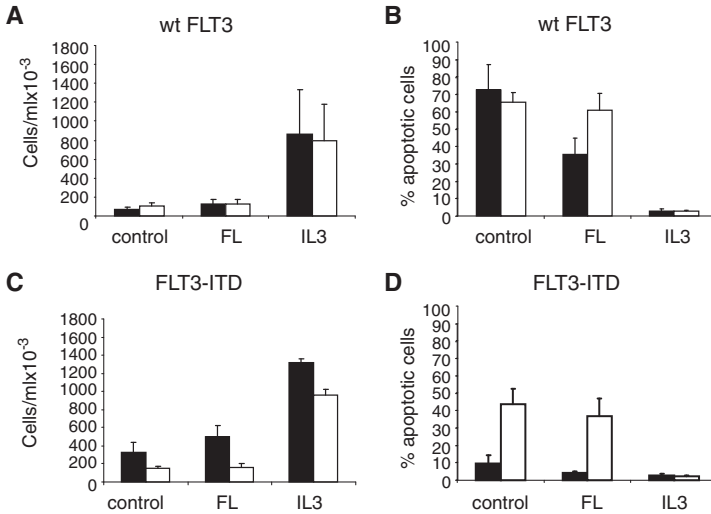 A
wt FLT3
Cells/mlx10-3
1800
1600
1400
1200
1000
800
600
400
200
0
control FL IL3
B
wt FLT3
% apoptotic cells
100
90
80
70
60
50
40
30
20
10
0
control FL IL3
C
FLT3-ITD
Cells/mlx10-3
1800
1600
1400
1200
1000
800
600
400
200
0
control FL IL3
D
FLT3-ITD
% apoptotic cells
100
90
80
70
60
50
40
30
20
10
0
control FL IL3